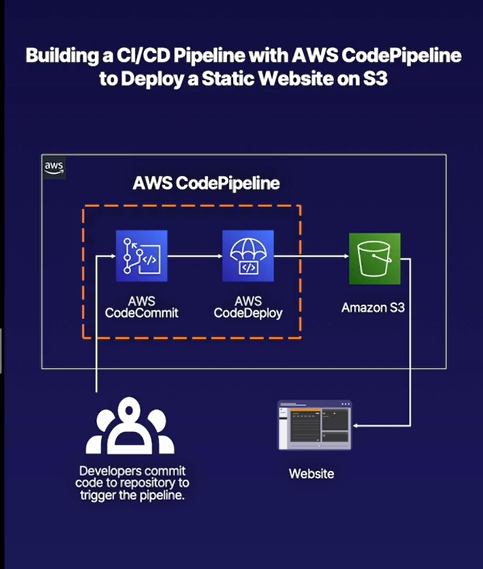 Building a CI/CD Pipeline with AWS CodePipeline
to Deploy a Static Website on S3
aws
AWS CodePipeline
AWS
CodeCommit
AWS
CodeDeploy
Amazon S3
Developers commit
code to repository to
trigger the pipeline.
Website